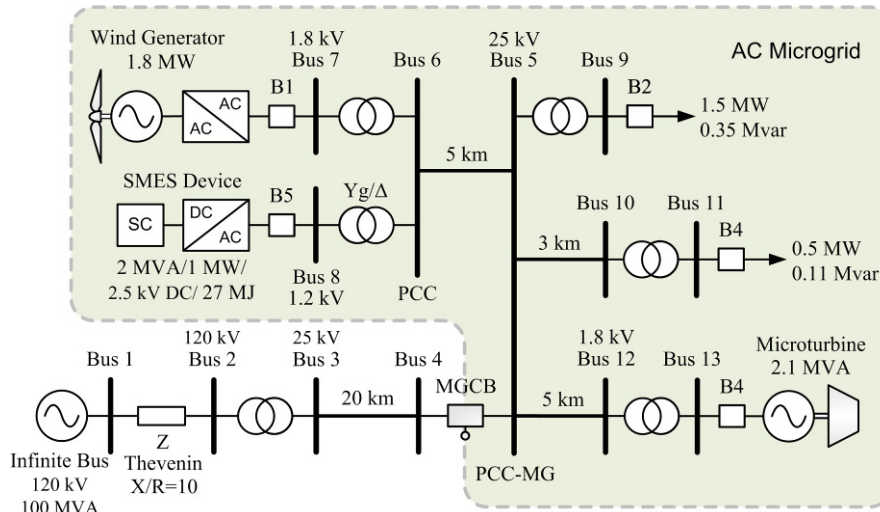 Wind Generator
1.8 MW
AC
AC
B1
1.8 kV
Bus 7
Bus 6
25 kV
Bus 5
Bus 9
B2
AC Microgrid
1.5 MW
0.35 Mvar
5 km
SMES Device
SC
DC
AC
B5
Yg/Δ
2 MVA/1 MW/
2.5 kV DC/ 27 MJ
Bus 8
1.2 kV
PCC
Bus 10
Bus 11
B4
3 km
0.5 MW
0.11 Mvar
Bus 1
120 kV
Bus 2
25 kV
Bus 3
Bus 4
MGCB
1.8 kV
Bus 12
Bus 13
B4
Microturbine
2.1 MVA
20 km
5 km
Z
Thevenin
X/R=10
Infinite Bus
120 kV
100 MVA
PCC-MG